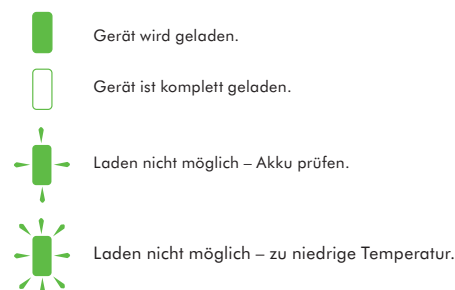 Gerät wird geladen.
Gerät ist komplett geladen.
Laden nicht möglich – Akku prüfen.
Laden nicht möglich – zu niedrige Temperatur.